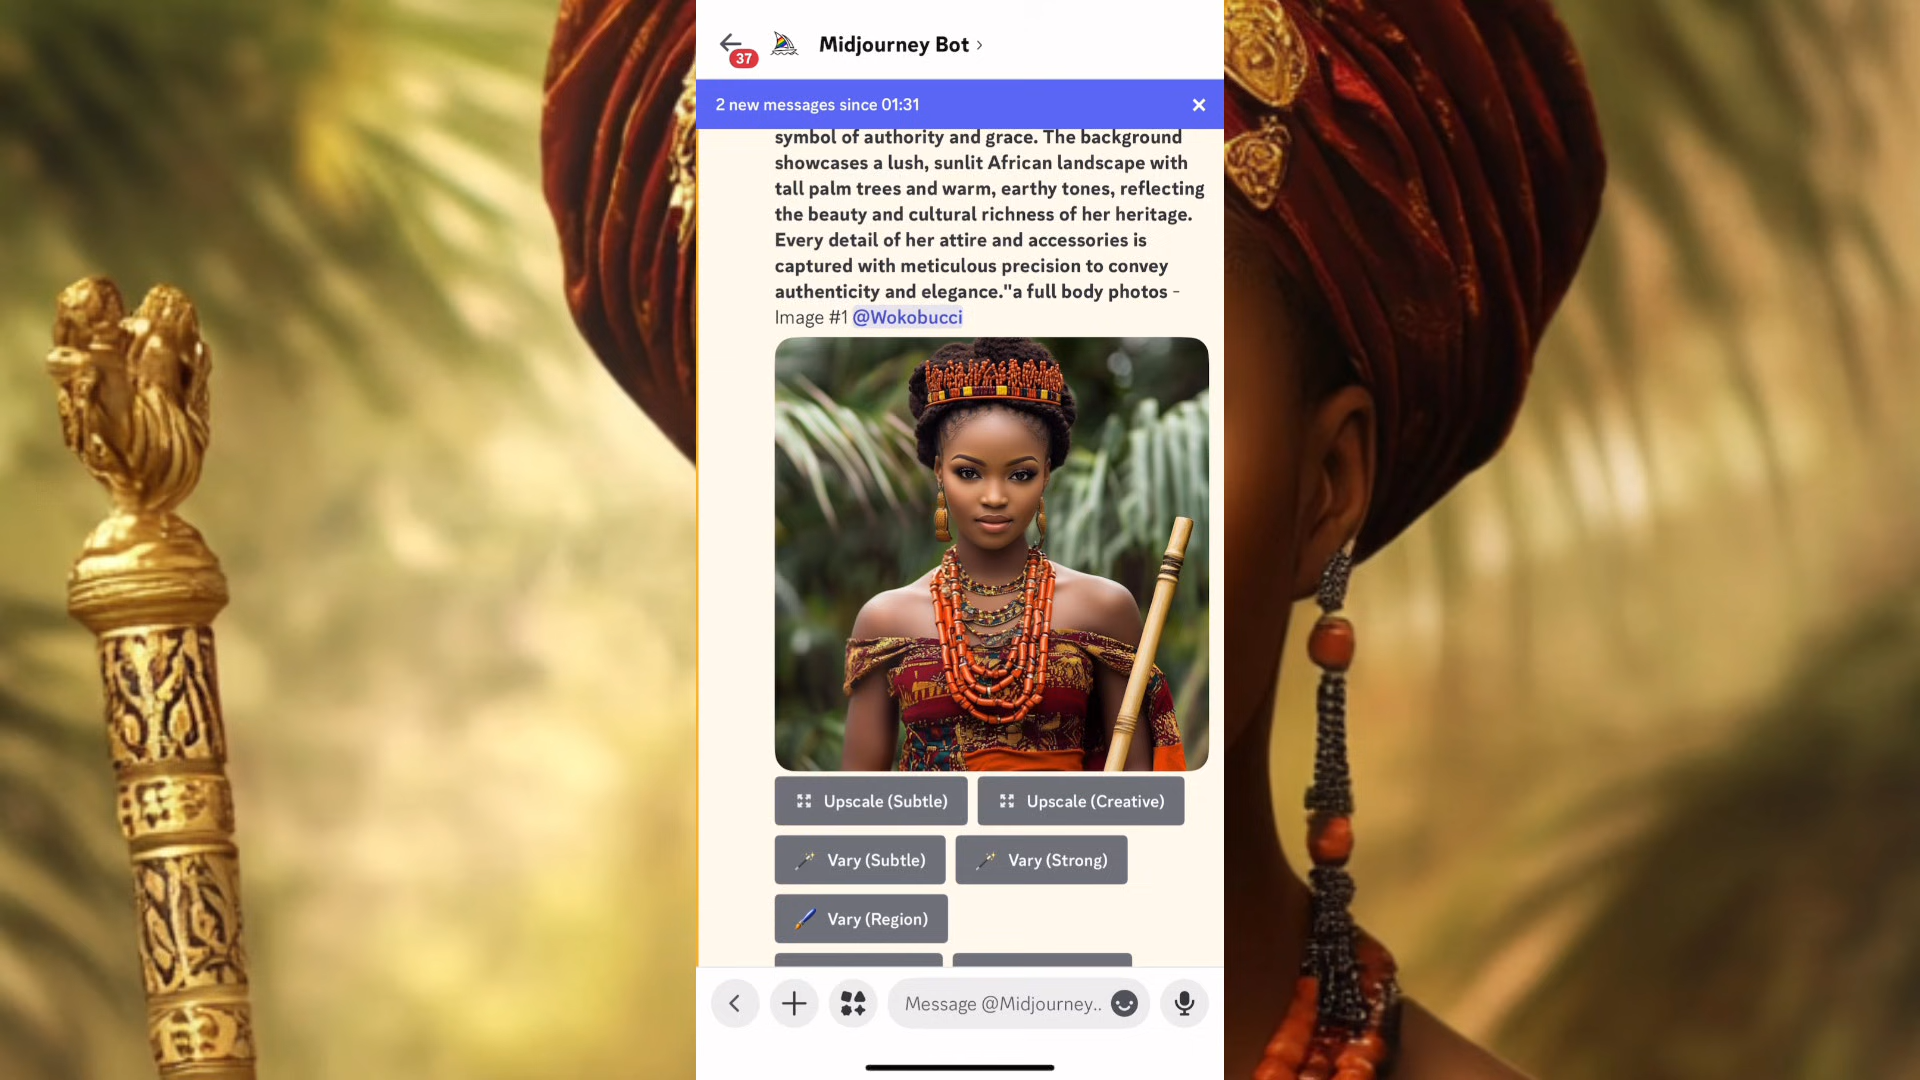 Midjourney Bot ›
37
2 new messages since 01:31
symbol of authority and grace. The background
showcases a lush, sunlit African landscape with
tall palm trees and warm, earthy tones, reflecting
the beauty and cultural richness of her heritage.
Every detail of her attire and accessories is
captured with meticulous precision to convey
authenticity and elegance."a full body photos -
Image #1 @Wokobucci
Upscale (Subtle)
Upscale (Creative)
Vary (Subtle)
Vary (Strong)
Vary (Region)
Message @Midjourney..